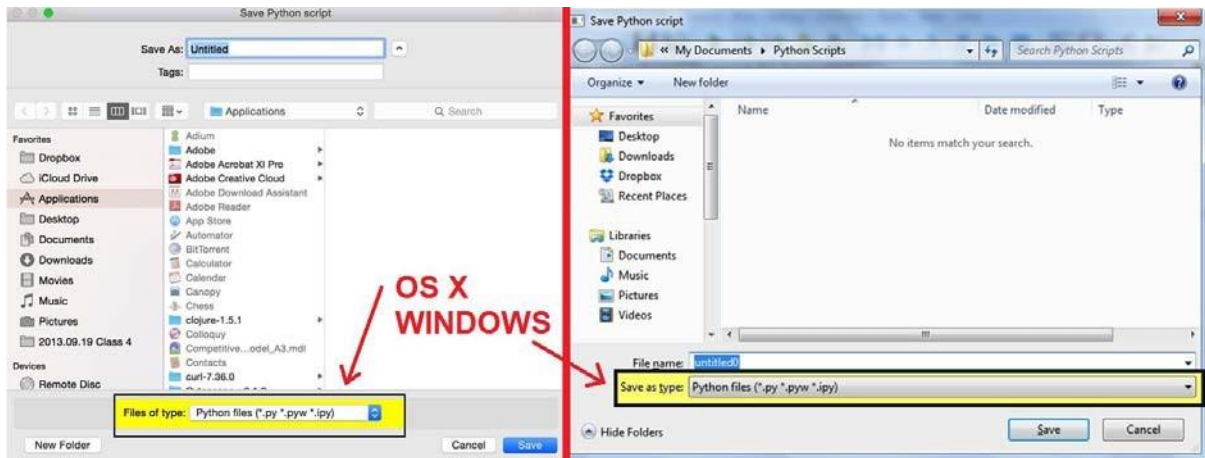 Save Python script
Save As: Untitled
Tags:
Applications
Search
Favorites
Dropbox
iCloud Drive
Applications
Desktop
Documents
Downloads
Movies
Music
Pictures
2013.09.19 Class 4
Devices
Remote Disc
Adium
Adobe
Adobe Acrobat XI Pro
Adobe Creative Cloud
Adobe Download Assistant
Adobe Reader
App Store
Automator
BitTorrent
Calculator
Calendar
Canopy
Chess
clojure-1.5.1
Colloquy
Competitive...odel_A3.mdl
Contacts
curl-7.36.0
Files of type: Python files (*.py *.pyw *.ipy)
New Folder
Cancel
Save
OS X
WINDOWS
Save Python script
« My Documents ▸ Python Scripts
Search Python Scripts
Organize
New folder
Name
Date modified
Type
No items match your search.
Favorites
Desktop
Downloads
Dropbox
Recent Places
Libraries
Documents
Music
Pictures
Videos
File name: untitled0
Save as type: Python files (*.py *.pyw *.ipy)
Hide Folders
Save
Cancel